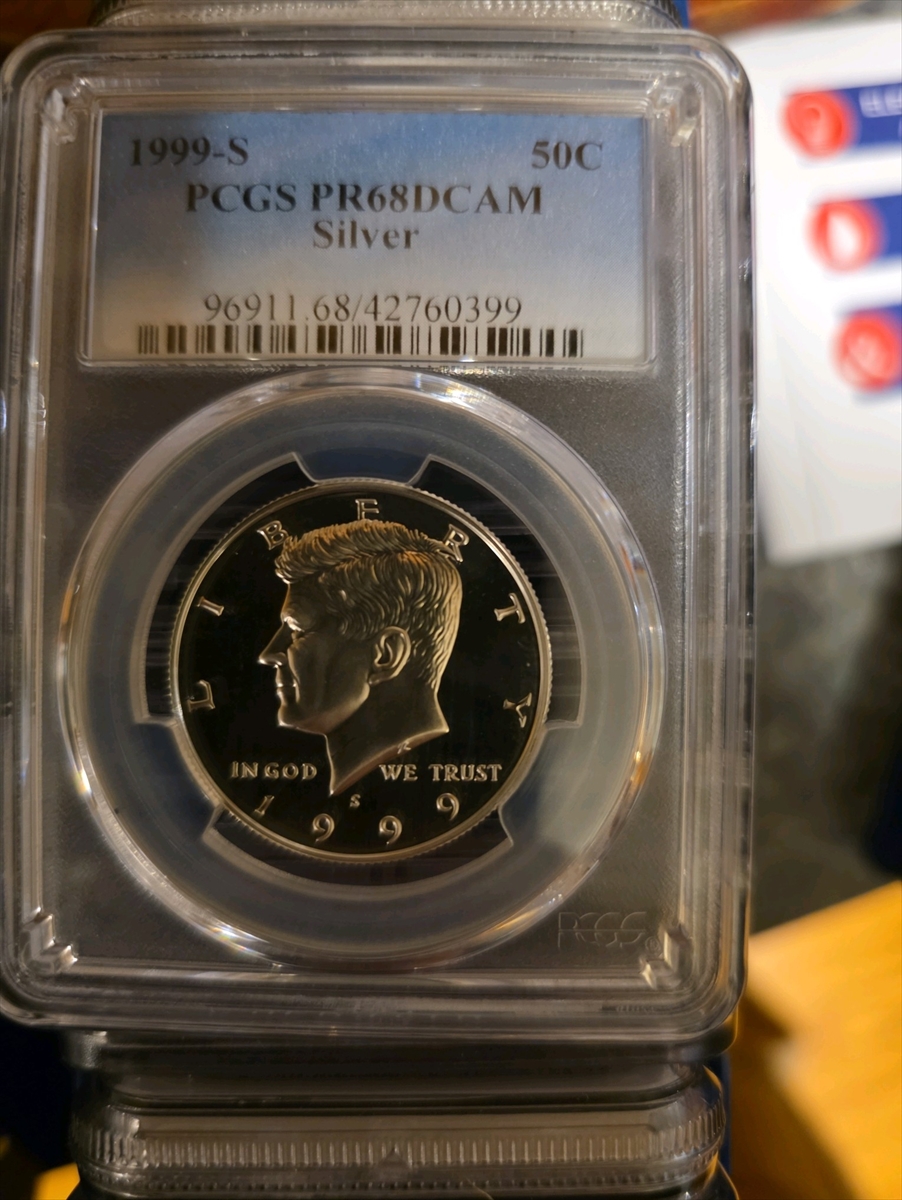 1999-S 50C
PCGS PR68DCAM
Silver
96911.68/42760399
LIBERTY
IN GOD WE TRUST
S
1999
PCGS